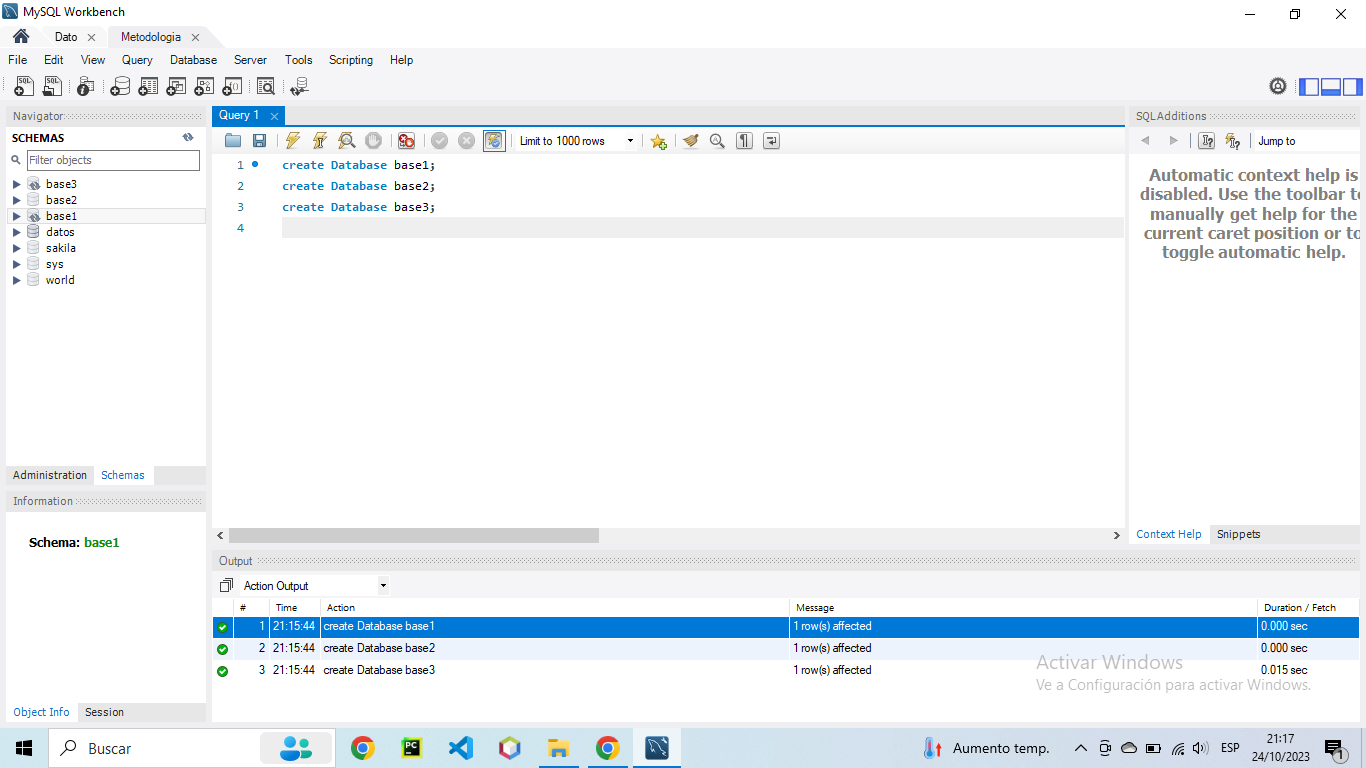 MySQL Workbench
Dato
Metodologia
File Edit View Query Database Server Tools Scripting Help
Navigator
SCHEMAS
Filter objects
base3
base2
base1
datos
sakila
sys
world
Administration Schemas
Information
Schema: base1
Object Info Session
Query 1
Limit to 1000 rows
1 create Database base1;
2 create Database base2;
3 create Database base3;
4
SQLAdditions
Jump to
Automatic context help is
disabled. Use the toolbar to
manually get help for the
current caret position or to
toggle automatic help.
Context Help Snippets
Output
Action Output
# Time Action Message Duration / Fetch
1 21:15:44 create Database base1 1 row(s) affected 0.000 sec
2 21:15:44 create Database base2 1 row(s) affected 0.000 sec
3 21:15:44 create Database base3 1 row(s) affected 0.015 sec
Activar Windows
Ve a Configuración para activar Windows.
Buscar
Aumento temp.
ESP
21:17
24/10/2023
1